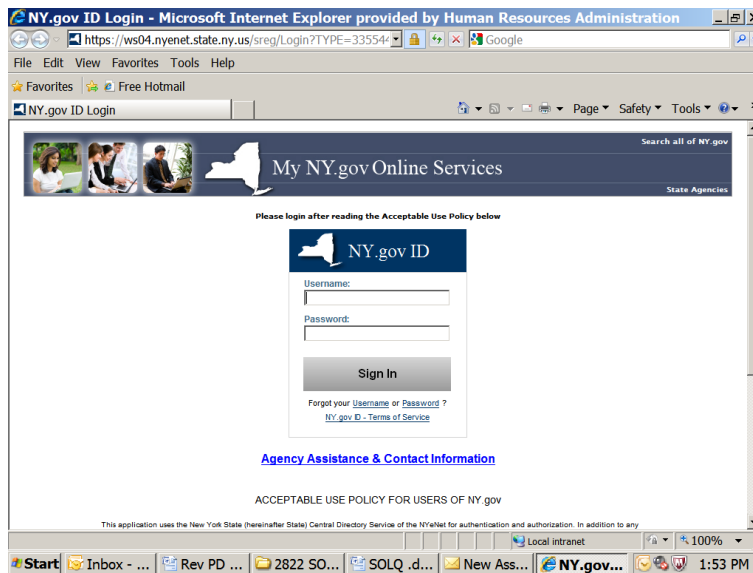 NY.gov ID Login - Microsoft Internet Explorer provided by Human Resources Administration
https://ws04.nyenet.state.ny.us/sreg/Login?TYPE=33554 Google
File Edit View Favorites Tools Help
Favorites Free Hotmail
NY.gov ID Login Page Safety Tools
Search all of NY.gov
My NY.gov Online Services
State Agencies
Please login after reading the Acceptable Use Policy below
NY.gov ID
Username:
Password:
Sign In
Forgot your Username or Password ?
NY.gov ID - Terms of Service
Agency Assistance & Contact Information
ACCEPTABLE USE POLICY FOR USERS OF NY.gov
This application uses the New York State (hereinafter State) Central Directory Service of the NYeNet for authentication and authorization. In addition to any
Local intranet 100%
Start Inbox - ... Rev PD ... 2822 SO... SOLQ .d... New Ass... NY.gov... 1:53 PM